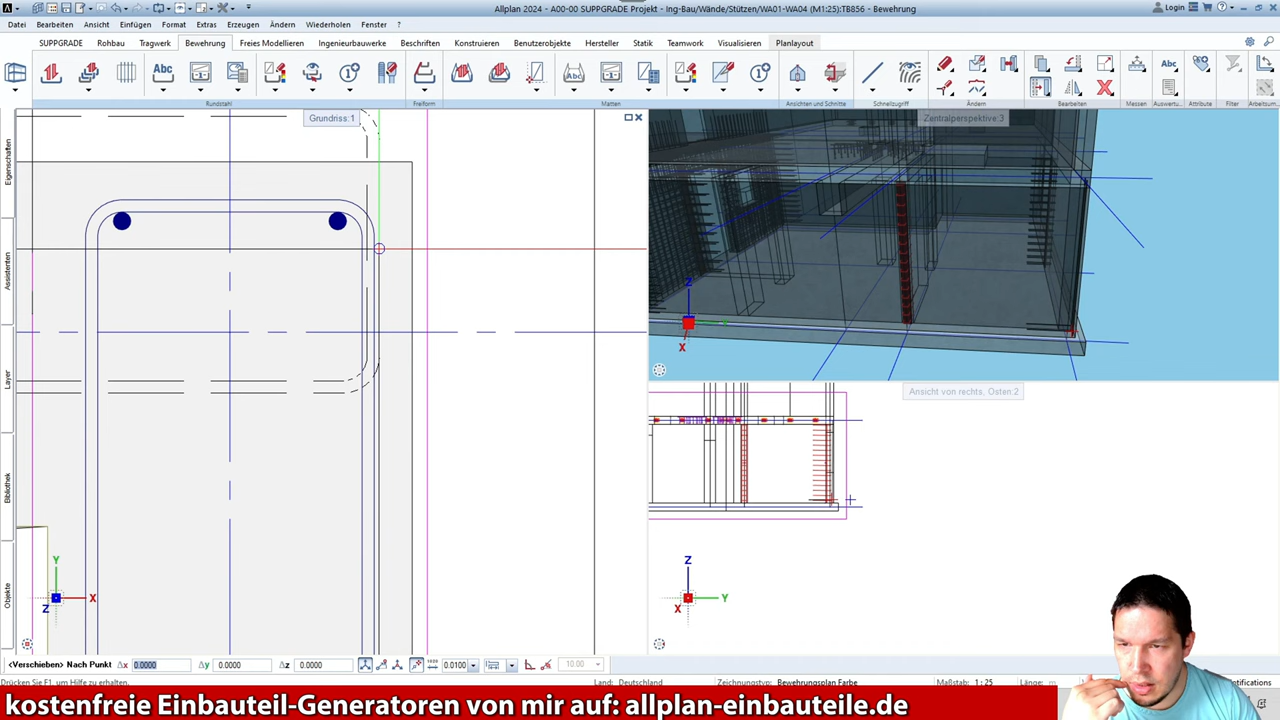 Allplan 2024 - A00-00 SUPPGRADE Projekt - Ing-Bau/Wände/Stützen/WA01-WA04 (M1:25):TB856 - Bewehrung
Login
Datei Bearbeiten Ansicht Einfügen Format Extras Erzeugen Ändern Wiederholen Fenster ?
SUPPGRADE Rohbau Tragwerk Bewehrung Freies Modellieren Ingenieurbauwerke Beschriften Konstruieren Benutzerobjekte Hersteller Statik Teamwork Visualisieren Planlayout
Abc
Rundstahl Freiform Matten Ansichten und Schnitte Schnellzugriff Ändern Bearbeiten Messen Auswert... Attribute Filter Arbeitsum...
Grundriss:1
Zentralperspektive:3
Ansicht von rechts, Osten:2
Eigenschaften
Assistenten
Layer
Bibliothek
Objekte
Y
X
Z
Z
Y
X
Z
Y
X
<Verschieben> Nach Punkt Δx 0.0000 Δy 0.0000 Δz 0.0000 0.0100 10.00
Drücken Sie F1, um Hilfe zu erhalten. Land: Deutschland Zeichnungstyp: Bewehrungsplan Farbe Maßstab: 1 : 25 Länge: m
kostenfreie Einbauteil-Generatoren von mir auf: allplan-einbauteile.de